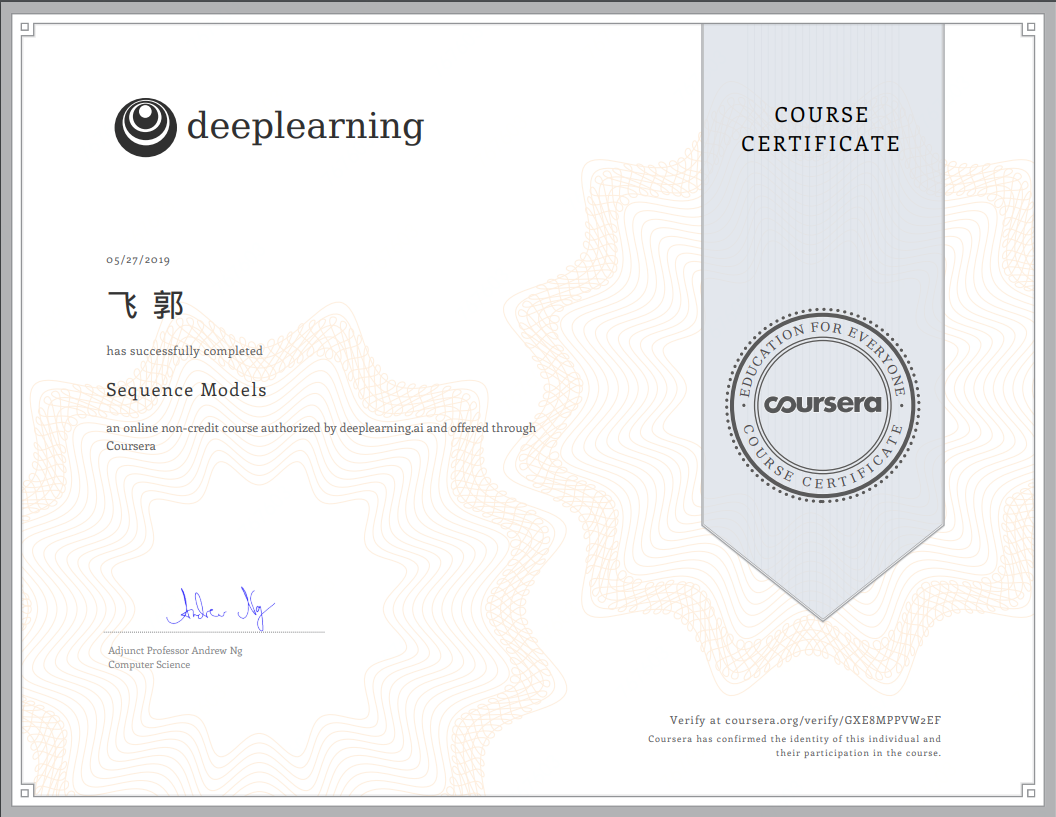 deeplearning
COURSE
CERTIFICATE
05/27/2019
飞 郭
has successfully completed
Sequence Models
an online non-credit course authorized by deeplearning.ai and offered through
Coursera
EDUCATION FOR EVERYONE
coursera
COURSE CERTIFICATE
Andrew Ng
Adjunct Professor Andrew Ng
Computer Science
Verify at coursera.org/verify/GXE8MPPVW2EF
Coursera has confirmed the identity of this individual and
their participation in the course.